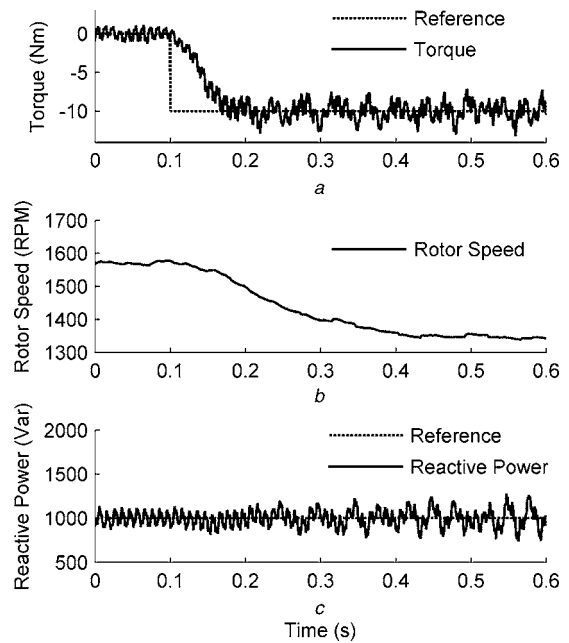 Torque (Nm)
0
-5
-10
Reference
Torque
0 0.1 0.2 0.3 0.4 0.5 0.6
a
Rotor Speed (RPM)
1700
1600
1500
1400
1300
Rotor Speed
0 0.1 0.2 0.3 0.4 0.5 0.6
b
Reactive Power (Var)
2000
1500
1000
500
Reference
Reactive Power
0 0.1 0.2 0.3 0.4 0.5 0.6
c
Time (s)